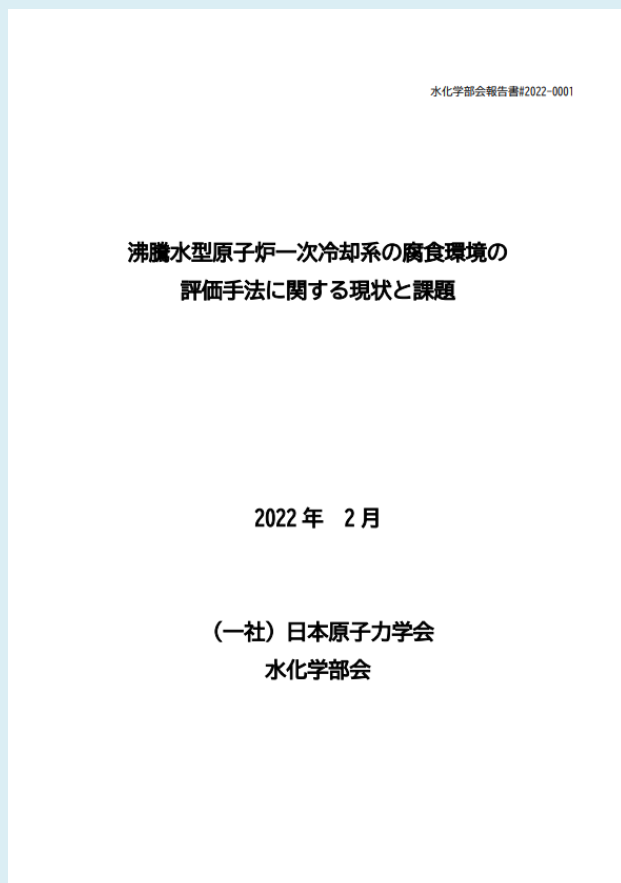 水化学部会報告書#2022-0001
沸騰水型原子炉一次冷却系の腐食環境の
評価手法に関する現状と課題
2022 年　2 月
（一社）日本原子力学会
水化学部会